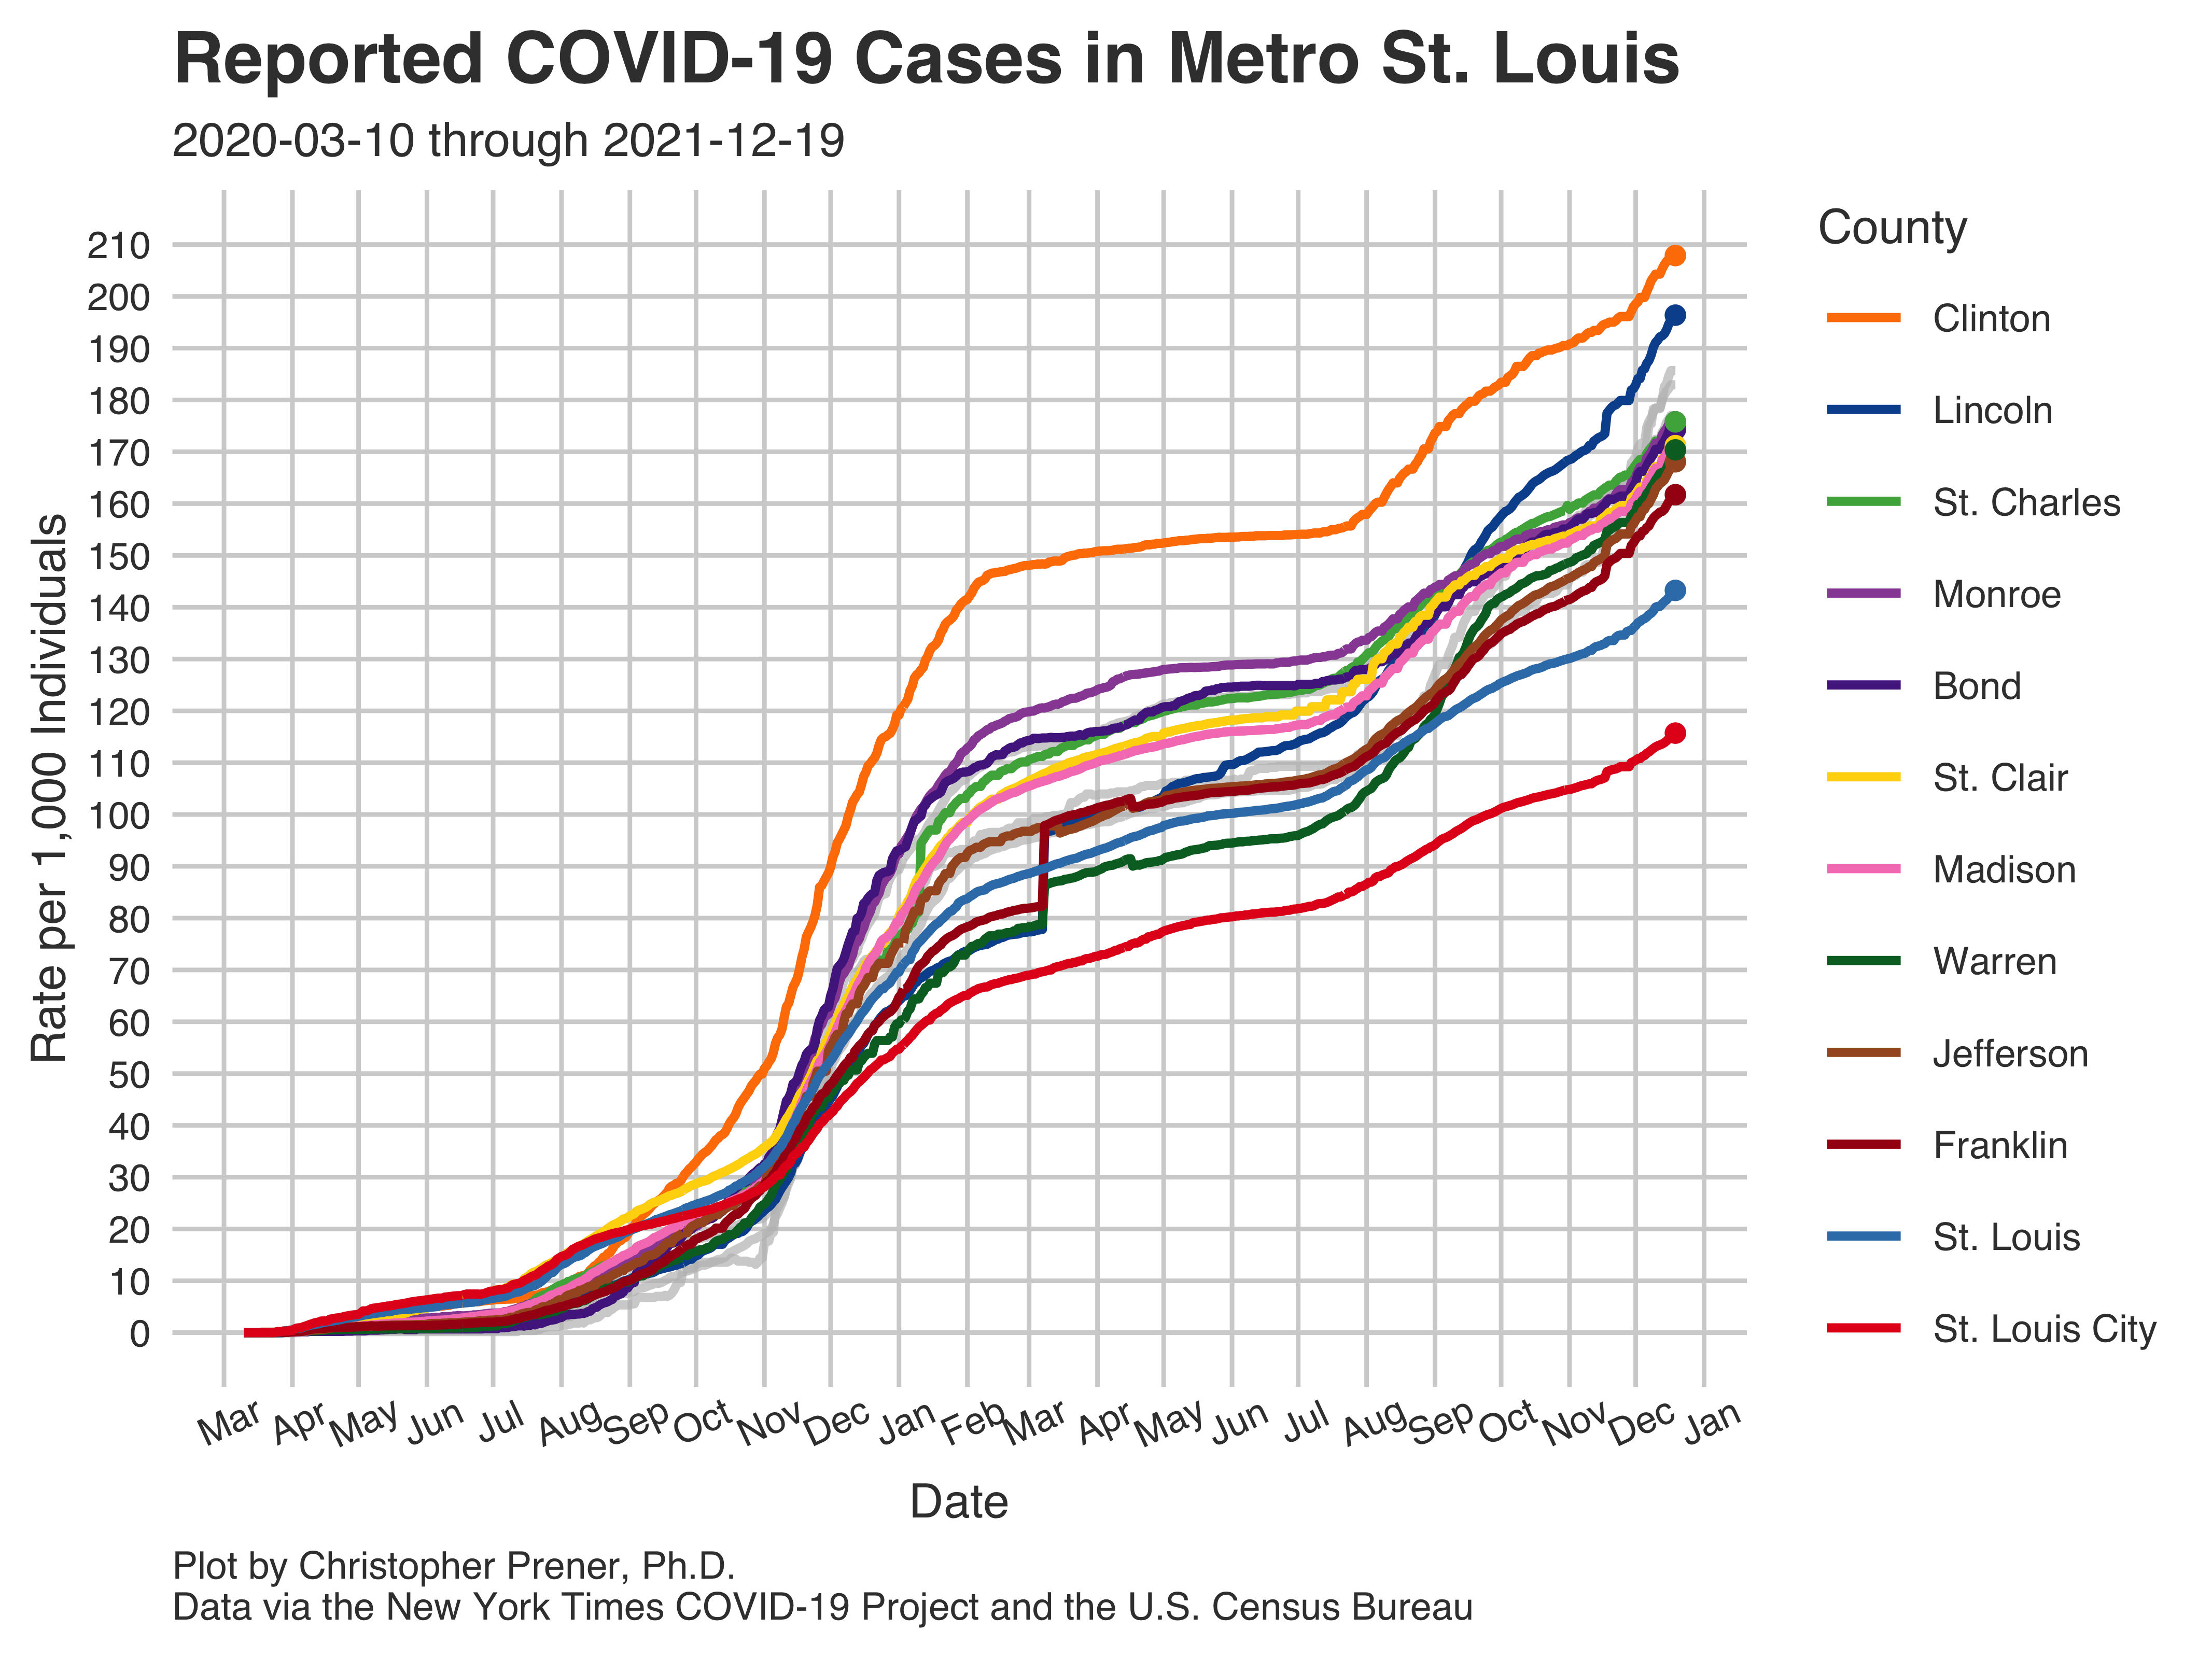 Reported COVID-19 Cases in Metro St. Louis
2020-03-10 through 2021-12-19
Rate per 1,000 Individuals
210
200
190
180
170
160
150
140
130
120
110
100
90
80
70
60
50
40
30
20
10
0
Mar Apr May Jun Jul Aug Sep Oct Nov Dec Jan Feb Mar Apr May Jun Jul Aug Sep Oct Nov Dec Jan
Date
County
Clinton
Lincoln
St. Charles
Monroe
Bond
St. Clair
Madison
Warren
Jefferson
Franklin
St. Louis
St. Louis City
Plot by Christopher Prener, Ph.D.
Data via the New York Times COVID-19 Project and the U.S. Census Bureau